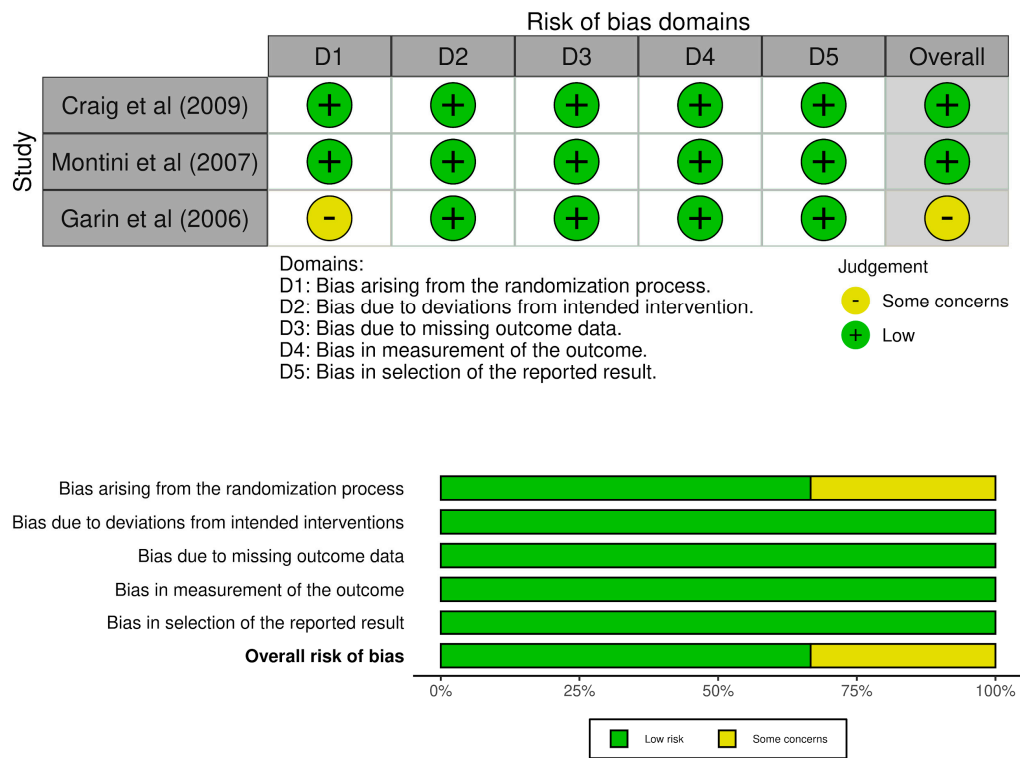 Risk of bias domains
D1 D2 D3 D4 D5 Overall
Study
Craig et al (2009) + + + + + +
Montini et al (2007) + + + + + +
Garin et al (2006) - + + + + -
Domains:
D1: Bias arising from the randomization process.
D2: Bias due to deviations from intended intervention.
D3: Bias due to missing outcome data.
D4: Bias in measurement of the outcome.
D5: Bias in selection of the reported result.
Judgement
- Some concerns
+ Low
Bias arising from the randomization process
Bias due to deviations from intended interventions
Bias due to missing outcome data
Bias in measurement of the outcome
Bias in selection of the reported result
Overall risk of bias
0% 25% 50% 75% 100%
Low risk Some concerns